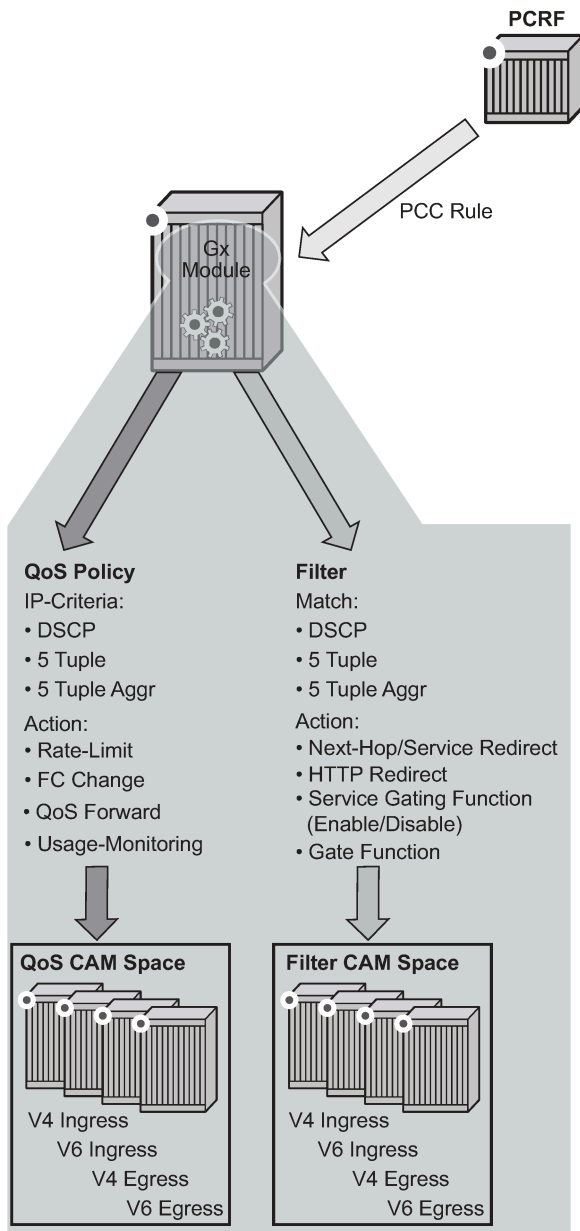 PCRF
PCC Rule
Gx
Module
QoS Policy
IP-Criteria:
• DSCP
• 5 Tuple
• 5 Tuple Aggr
Action:
• Rate-Limit
• FC Change
• QoS Forward
• Usage-Monitoring
Filter
Match:
• DSCP
• 5 Tuple
• 5 Tuple Aggr
Action:
• Next-Hop/Service Redirect
• HTTP Redirect
• Service Gating Function
(Enable/Disable)
• Gate Function
QoS CAM Space
V4 Ingress
V6 Ingress
V4 Egress
V6 Egress
Filter CAM Space
V4 Ingress
V6 Ingress
V4 Egress
V6 Egress